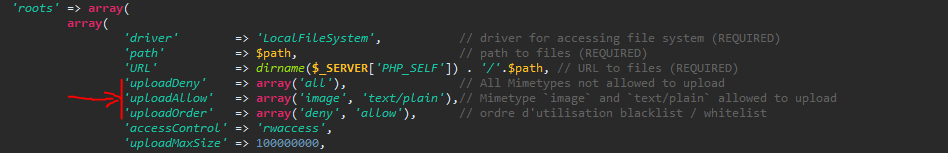 'roots' => array(
array(
'driver' => 'LocalFileSystem', // driver for accessing file system (REQUIRED)
'path' => $path, // path to files (REQUIRED)
'URL' => dirname($_SERVER['PHP_SELF']) . '/'.$path, // URL to files (REQUIRED)
'uploadDeny' => array('all'), // All Mimetypes not allowed to upload
'uploadAllow' => array('image', 'text/plain'),// Mimetype `image` and `text/plain` allowed to upload
'uploadOrder' => array('deny', 'allow'), // ordre d'utilisation blacklist / whitelist
'accessControl' => 'rwaccess',
'uploadMaxSize' => 100000000,